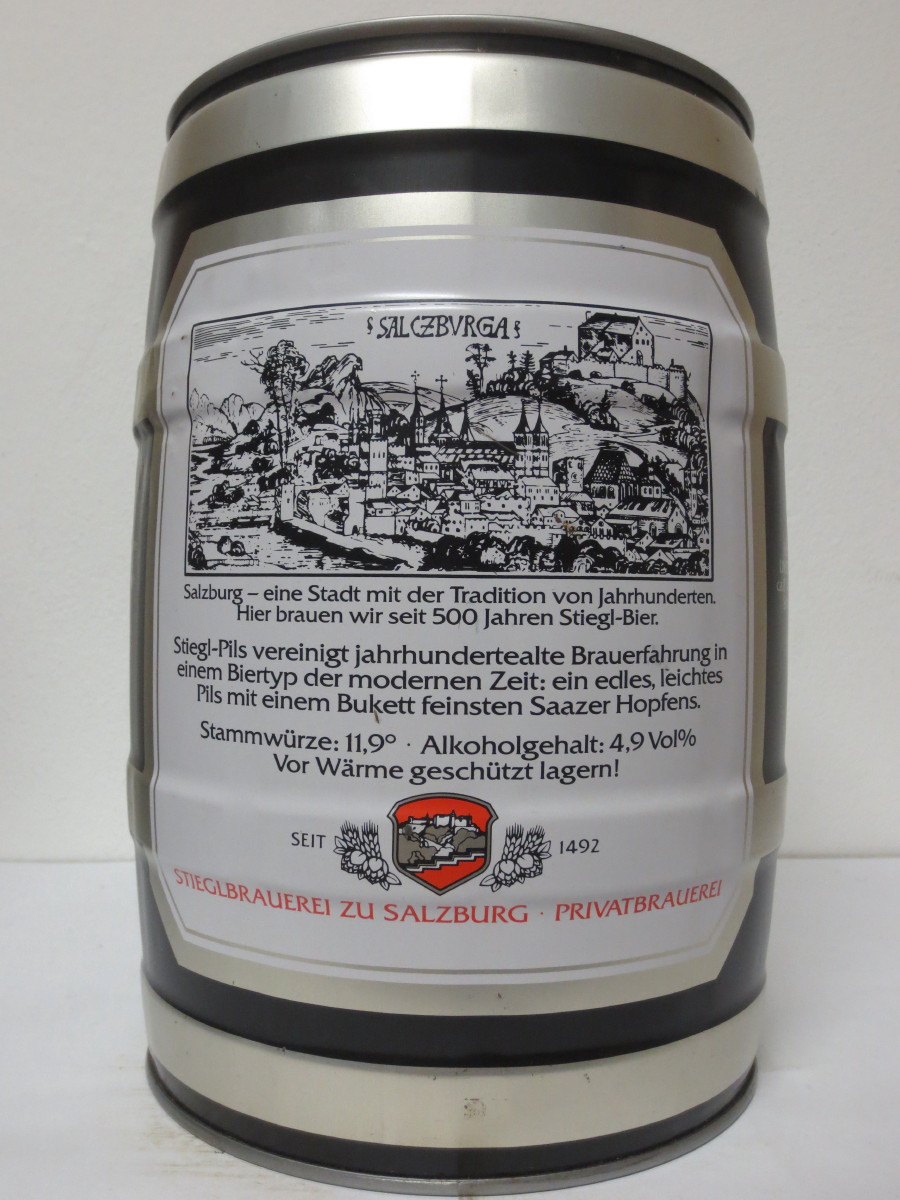 SALCZBVRGA
Salzburg – eine Stadt mit der Tradition von Jahrhunderten.
Hier brauen wir seit 500 Jahren Stiegl-Bier.
Stiegl-Pils vereinigt jahrhundertealte Brauerfahrung in
einem Biertyp der modernen Zeit: ein edles, leichtes
Pils mit einem Bukett feinsten Saazer Hopfens.
Stammwürze: 11,9° · Alkoholgehalt: 4,9 Vol%
Vor Wärme geschützt lagern!
SEIT 1492
STIEGLBRAUEREI ZU SALZBURG · PRIVATBRAUEREI